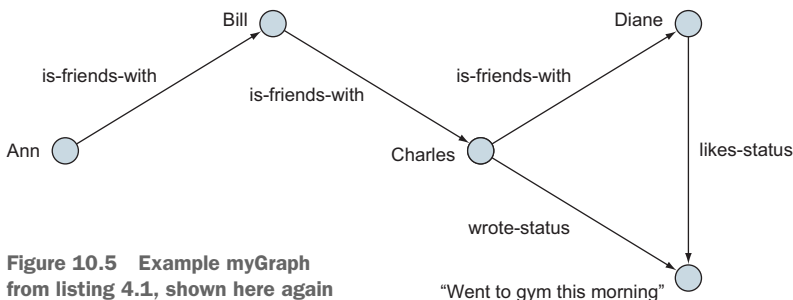 Bill
Diane
is-friends-with
is-friends-with
is-friends-with
Ann
Charles
likes-status
wrote-status
Figure 10.5 Example myGraph
from listing 4.1, shown here again
“Went to gym this morning”